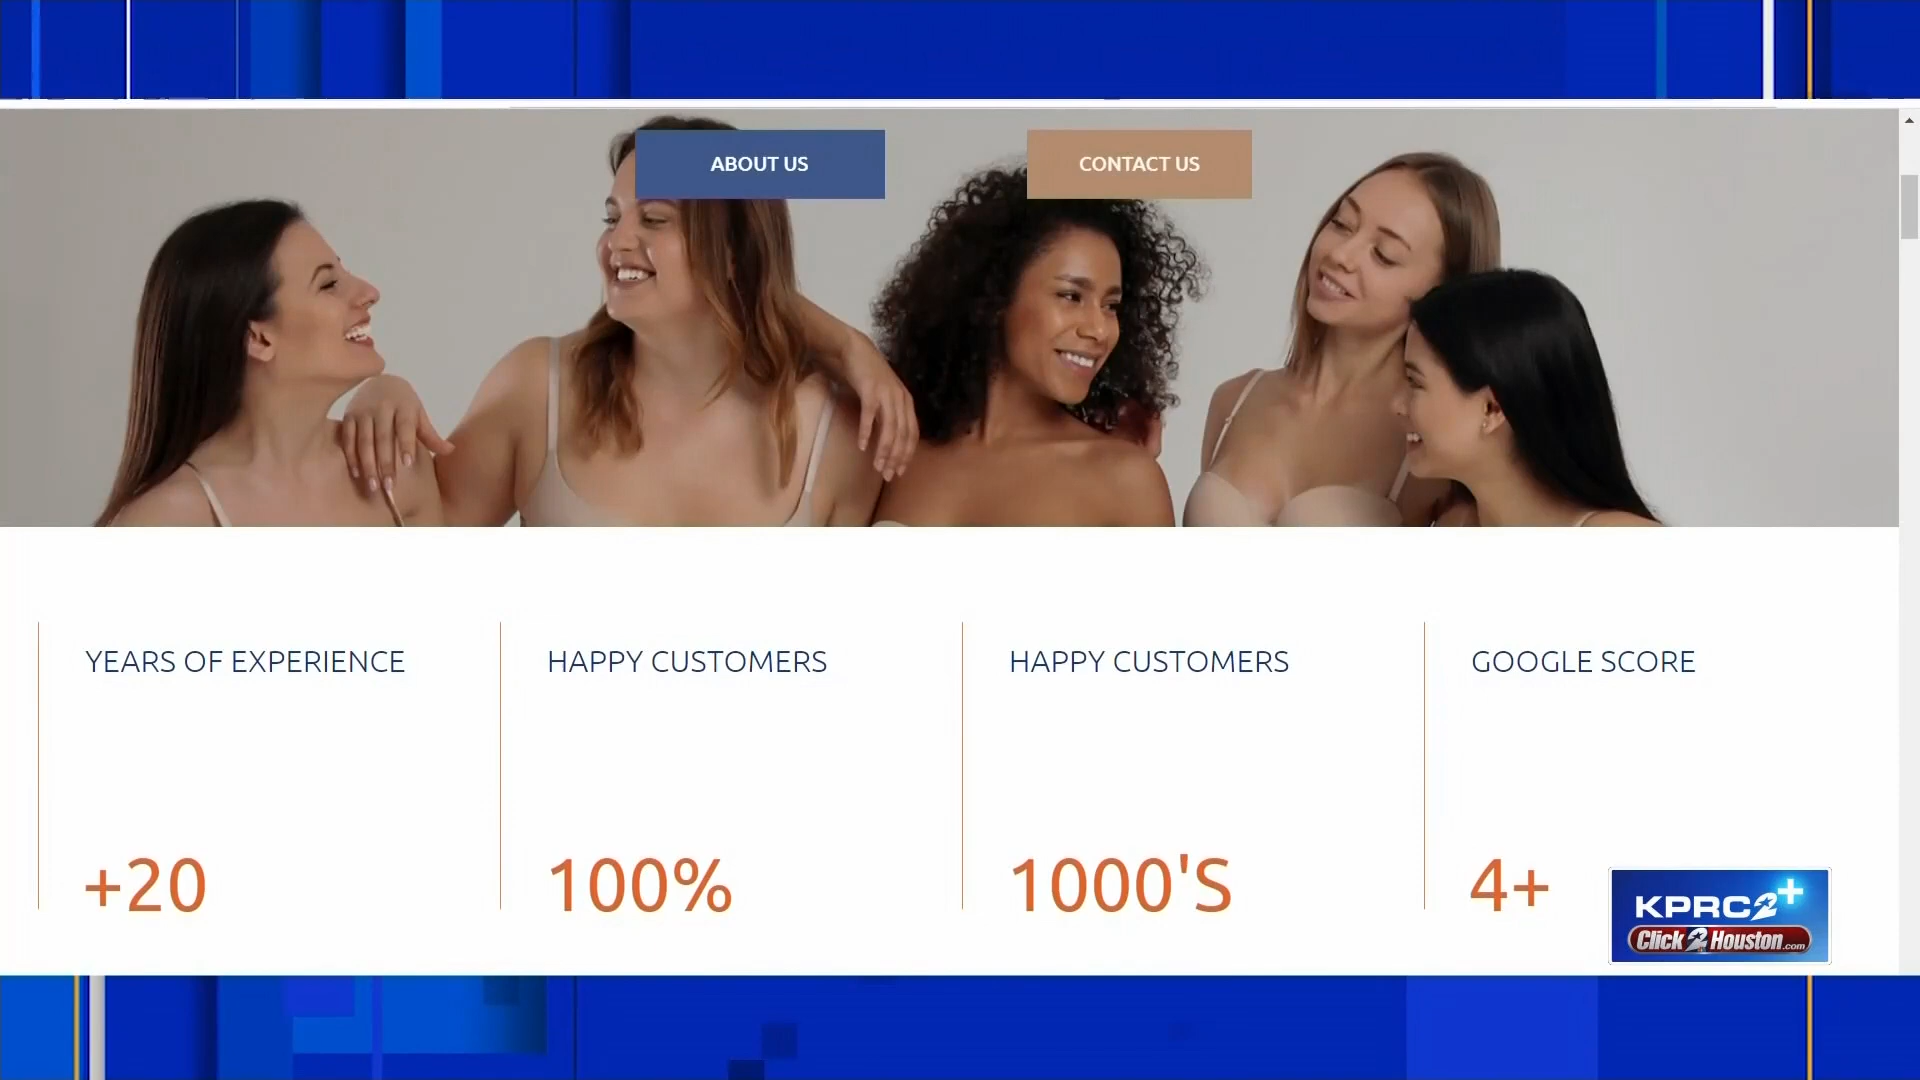 ABOUT US
CONTACT US
YEARS OF EXPERIENCE
HAPPY CUSTOMERS
HAPPY CUSTOMERS
GOOGLE SCORE
+20
100%
1000'S
4+
KPRC2+
Click2Houston.com